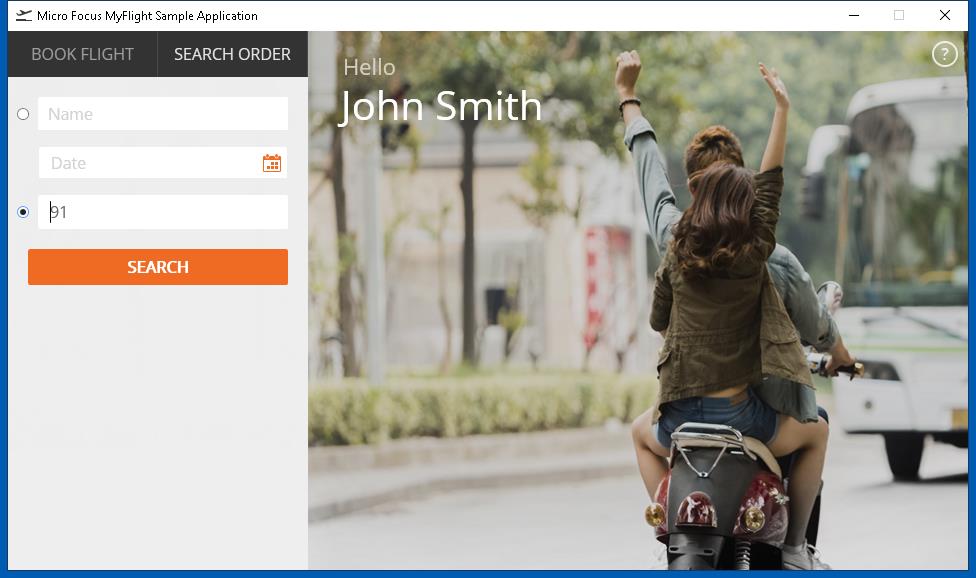 Micro Focus MyFlight Sample Application
BOOK FLIGHT
SEARCH ORDER
Hello
John Smith
?
Name
Date
91
SEARCH